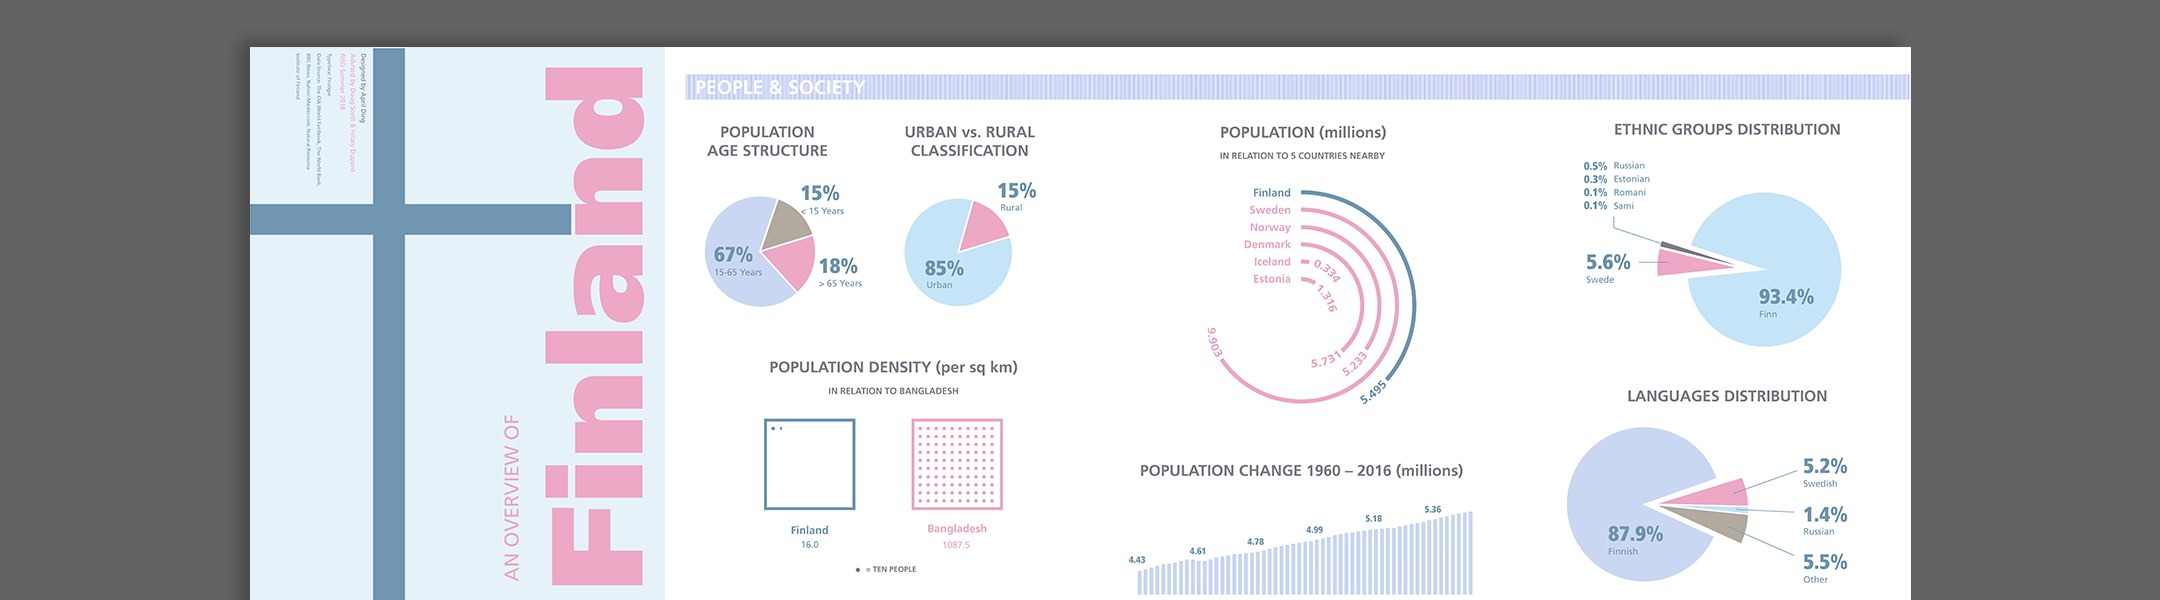 Designed by April Ding
Advised by Doug Scott & Hilary Dupont
RISD Summer 2018
Typeface: Frutiger
Data Source: The CIA World Factbook, The World Bank,
BBC News, Nation Master.com, Natural Resource
Institute of Finland
AN OVERVIEW OF
Finland
PEOPLE & SOCIETY
POPULATION
AGE STRUCTURE
15%
< 15 Years
67%
15-65 Years
18%
> 65 Years
URBAN vs. RURAL
CLASSIFICATION
15%
Rural
85%
Urban
POPULATION DENSITY (per sq km)
IN RELATION TO BANGLADESH
Finland
16.0
Bangladesh
1087.5
= TEN PEOPLE
POPULATION (millions)
IN RELATION TO 5 COUNTRIES NEARBY
Finland
Sweden
Norway
Denmark
Iceland
Estonia
0.334
1.316
9.903
5.731
5.233
5.495
POPULATION CHANGE 1960 – 2016 (millions)
4.43
4.61
4.78
4.99
5.18
5.36
ETHNIC GROUPS DISTRIBUTION
0.5% Russian
0.3% Estonian
0.1% Romani
0.1% Sami
5.6%
Swede
93.4%
Finn
LANGUAGES DISTRIBUTION
87.9%
Finnish
5.2%
Swedish
1.4%
Russian
5.5%
Other